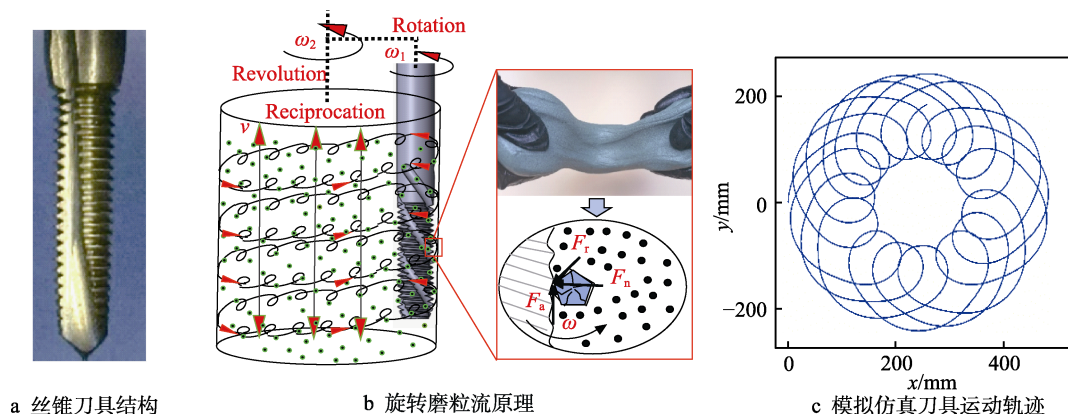 Rotation
ω₂
ω₁
Revolution
Reciprocation
v
Fᵣ
Fₙ
Fₐ
ω
y/mm
200
0
−200
0
200
400
x/mm
a 丝锥刀具结构
b 旋转磨粒流原理
c 模拟仿真刀具运动轨迹